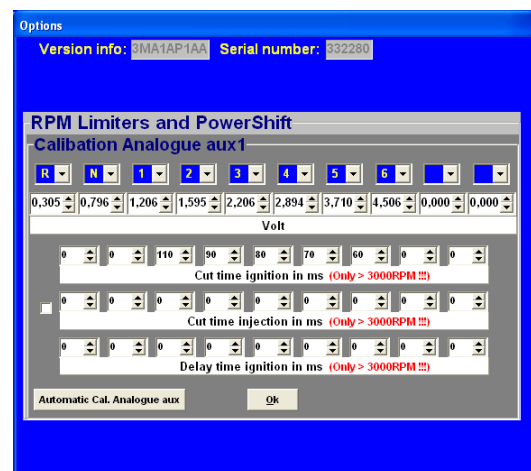 Options
Version info: 3MA1AP1AA Serial number: 332280
RPM Limiters and PowerShift
Calibation Analogue aux1
R N 1 2 3 4 5 6
0,305 0,796 1,206 1,595 2,206 2,894 3,710 4,506 0,000 0,000
Volt
0 0 110 90 80 70 60 0 0
Cut time ignition in ms (Only > 3000RPM !!!)
0 0 0 0 0 0 0 0 0
Cut time injection in ms (Only > 3000RPM !!!)
0 0 0 0 0 0 0 0 0
Delay time ignition in ms (Only > 3000RPM !!!)
Automatic Cal. Analogue aux Ok